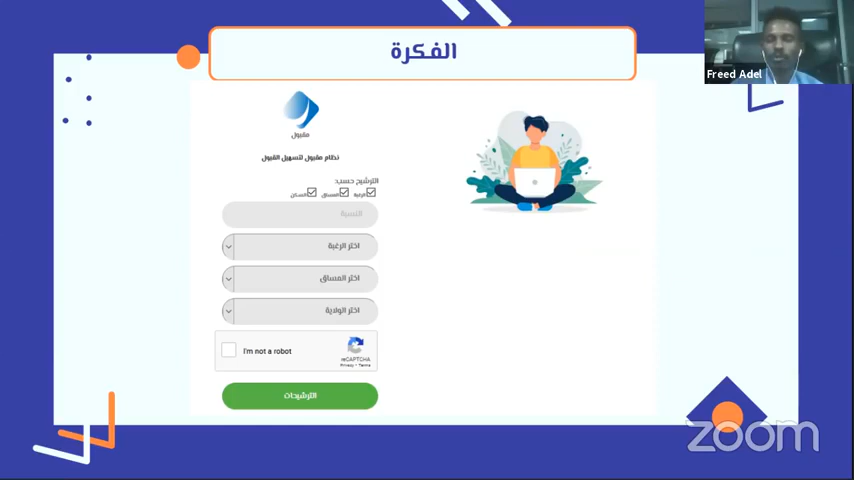 الفكرة
Freed Adel
مقبول
نظام مقبول لتسهيل القبول
الترشيح حسب:
الرغبة المساق السكن
النسبة
اختر الرغبة
اختر المساق
اختر الولاية
I'm not a robot
reCAPTCHA
Privacy - Terms
الترشيحات
zoom